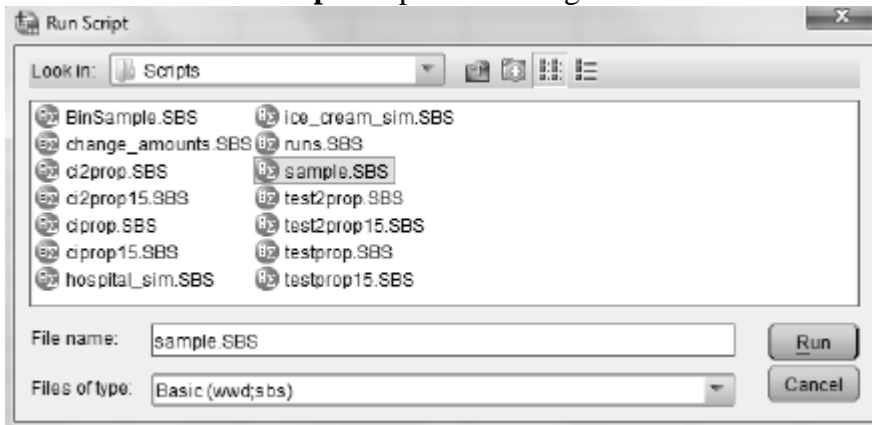 Run Script
Look in: Scripts
BinSample.SBS ice_cream_sim.SBS
change_amounts.SBS runs.SBS
ci2prop.SBS sample.SBS
ci2prop15.SBS test2prop.SBS
ciprop.SBS test2prop15.SBS
ciprop15.SBS testprop.SBS
hospital_sim.SBS testprop15.SBS
File name: sample.SBS Run
Files of type: Basic (wwd;sbs) Cancel